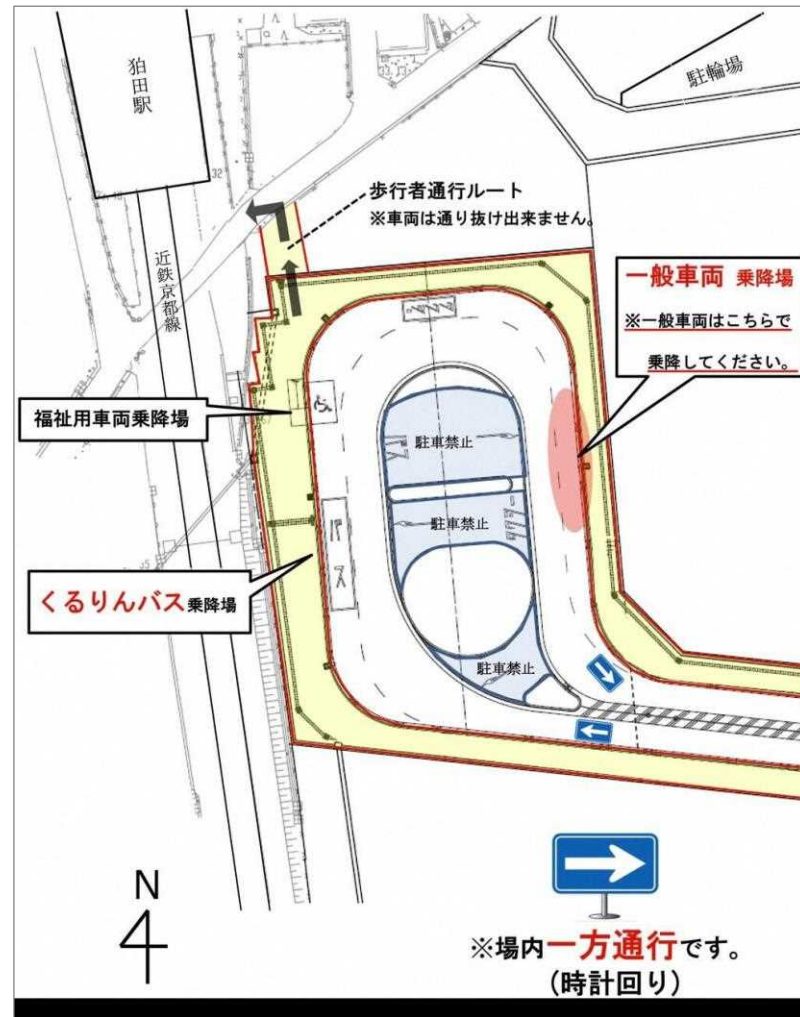 狛田駅
駐輪場
32
歩行者通行ルート
※車両は通り抜け出来ません。
近鉄京都線
一般車両 乗降場
※一般車両はこちらで
乗降してください。
福祉用車両乗降場
駐車禁止
駐車禁止
くるりんバス乗降場
駐車禁止
N
※場内一方通行です。
(時計回り)